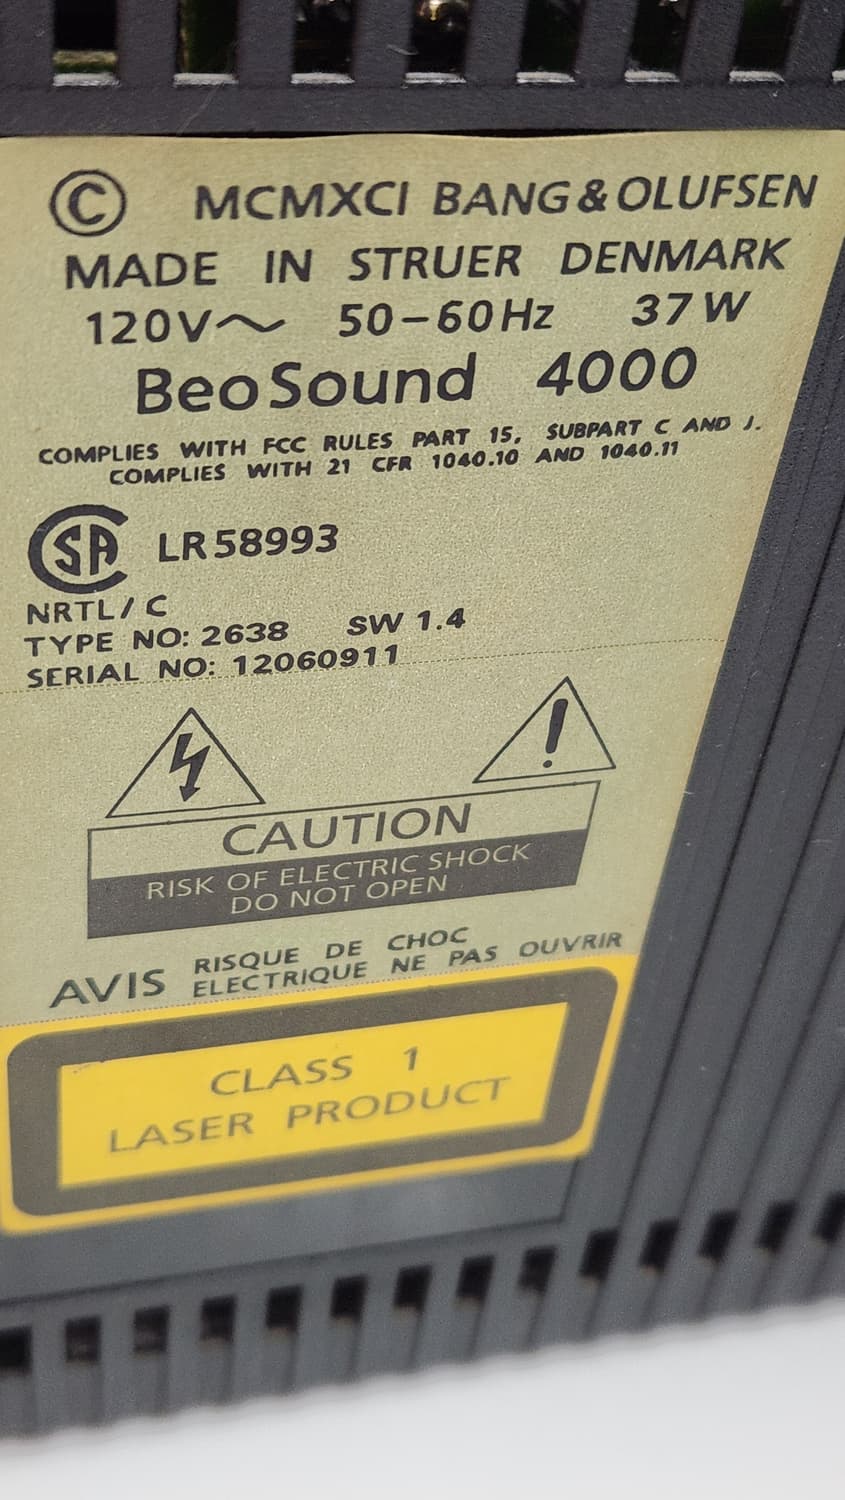 © MCMXCI BANG & OLUFSEN
MADE IN STRUER DENMARK
120V~ 50-60Hz 37W
BeoSound 4000
COMPLIES WITH FCC RULES PART 15, SUBPART C AND J.
COMPLIES WITH 21 CFR 1040.10 AND 1040.11
SA LR58993
NRTL/C
TYPE NO: 2638 SW 1.4
SERIAL NO: 12060911
!
CAUTION
RISK OF ELECTRIC SHOCK
DO NOT OPEN
AVIS RISQUE DE CHOC
ELECTRIQUE NE PAS OUVRIR
CLASS 1
LASER PRODUCT